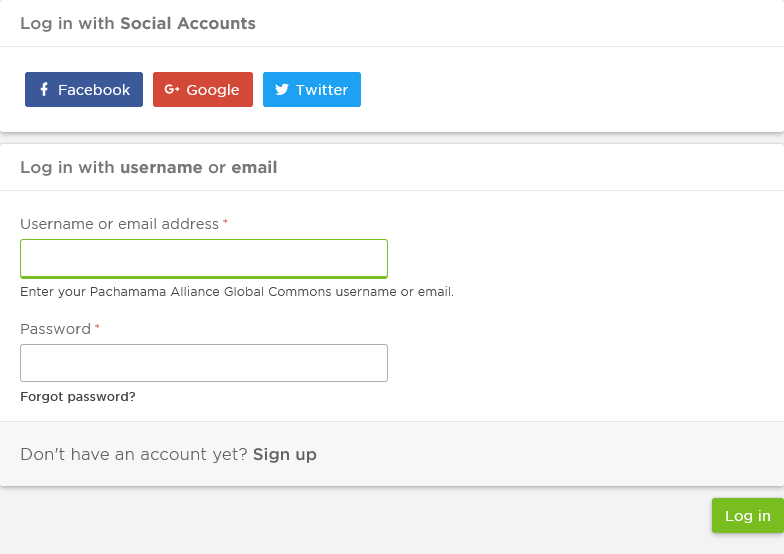 Log in with Social Accounts
Facebook
Google
Twitter
Log in with username or email
Username or email address *
Enter your Pachamama Alliance Global Commons username or email.
Password *
Forgot password?
Don't have an account yet? Sign up
Log in